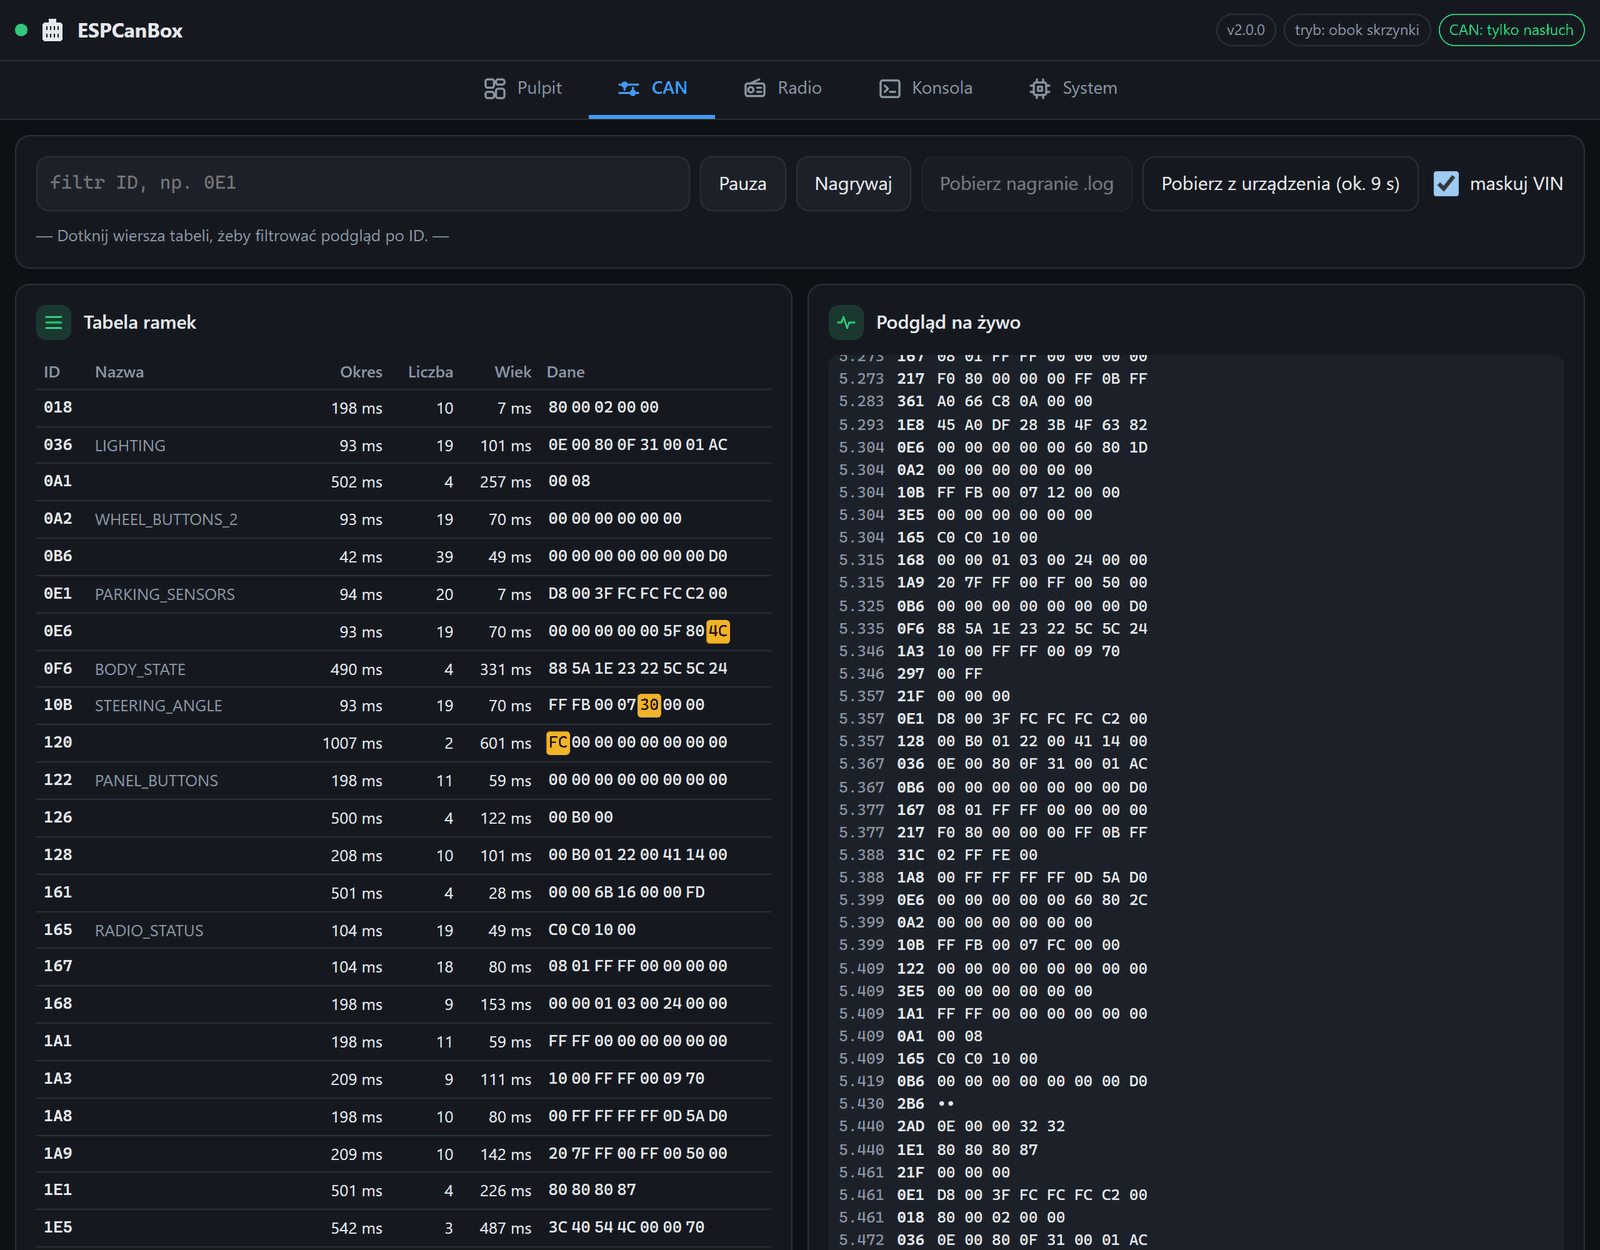 ESPCanBox
v2.0.0
tryb: obok skrzynki
CAN: tylko nasłuch
Pulpit
CAN
Radio
Konsola
System
filtr ID, np. 0E1
Pauza
Nagrywaj
Pobierz nagranie .log
Pobierz z urządzenia (ok. 9 s)
maskuj VIN
— Dotknij wiersza tabeli, żeby filtrować podgląd po ID. —
Tabela ramek
ID Nazwa Okres Liczba Wiek Dane
018 198 ms 10 7 ms 80 00 02 00 00
036 LIGHTING 93 ms 19 101 ms 0E 00 80 0F 31 00 01 AC
0A1 502 ms 4 257 ms 00 08
0A2 WHEEL_BUTTONS_2 93 ms 19 70 ms 00 00 00 00 00 00
0B6 42 ms 39 49 ms 00 00 00 00 00 00 00 D0
0E1 PARKING_SENSORS 94 ms 20 7 ms D8 00 3F FC FC FC C2 00
0E6 93 ms 19 70 ms 00 00 00 00 00 5F 80 4C
0F6 BODY_STATE 490 ms 4 331 ms 88 5A 1E 23 22 5C 5C 24
10B STEERING_ANGLE 93 ms 19 70 ms FF FB 00 07 30 00 00
120 1007 ms 2 601 ms FC 00 00 00 00 00 00 00
122 PANEL_BUTTONS 198 ms 11 59 ms 00 00 00 00 00 00 00 00
126 500 ms 4 122 ms 00 B0 00
128 208 ms 10 101 ms 00 B0 01 22 00 41 14 00
161 501 ms 4 28 ms 00 00 6B 16 00 00 FD
165 RADIO_STATUS 104 ms 19 49 ms C0 C0 10 00
167 104 ms 18 80 ms 08 01 FF FF 00 00 00 00
168 198 ms 9 153 ms 00 00 01 03 00 24 00 00
1A1 198 ms 11 59 ms FF FF 00 00 00 00 00 00
1A3 209 ms 9 111 ms 10 00 FF FF 00 09 70
1A8 198 ms 10 80 ms 00 FF FF FF FF 0D 5A D0
1A9 209 ms 10 142 ms 20 7F FF 00 FF 00 50 00
1E1 501 ms 4 226 ms 80 80 80 87
1E5 542 ms 3 487 ms 3C 40 54 4C 00 00 70
Podgląd na żywo
5.273 167 08 01 FF FF 00 00 00 00
5.273 217 F0 80 00 00 00 FF 0B FF
5.283 361 A0 66 C8 0A 00 00
5.293 1E8 45 A0 DF 28 3B 4F 63 82
5.304 0E6 00 00 00 00 00 60 80 1D
5.304 0A2 00 00 00 00 00 00
5.304 10B FF FB 00 07 12 00 00
5.304 3E5 00 00 00 00 00 00
5.304 165 C0 C0 10 00
5.315 168 00 00 01 03 00 24 00 00
5.315 1A9 20 7F FF 00 FF 00 50 00
5.325 0B6 00 00 00 00 00 00 00 D0
5.335 0F6 88 5A 1E 23 22 5C 5C 24
5.346 1A3 10 00 FF FF 00 09 70
5.346 297 00 FF
5.357 21F 00 00 00
5.357 0E1 D8 00 3F FC FC FC C2 00
5.357 128 00 B0 01 22 00 41 14 00
5.367 036 0E 00 80 0F 31 00 01 AC
5.367 0B6 00 00 00 00 00 00 00 D0
5.377 167 08 01 FF FF 00 00 00 00
5.377 217 F0 80 00 00 00 FF 0B FF
5.388 31C 02 FF FE 00
5.388 1A8 00 FF FF FF FF 0D 5A D0
5.399 0E6 00 00 00 00 00 60 80 2C
5.399 0A2 00 00 00 00 00 00
5.399 10B FF FB 00 07 FC 00 00
5.409 122 00 00 00 00 00 00 00 00
5.409 3E5 00 00 00 00 00 00
5.409 1A1 FF FF 00 00 00 00 00 00
5.409 0A1 00 08
5.409 165 C0 C0 10 00
5.419 0B6 00 00 00 00 00 00 00 D0
5.430 2B6 ••
5.440 2AD 0E 00 00 32 32
5.440 1E1 80 80 80 87
5.461 21F 00 00 00
5.461 0E1 D8 00 3F FC FC FC C2 00
5.461 018 80 00 02 00 00
5.472 036 0E 00 80 0F 31 00 01 AC